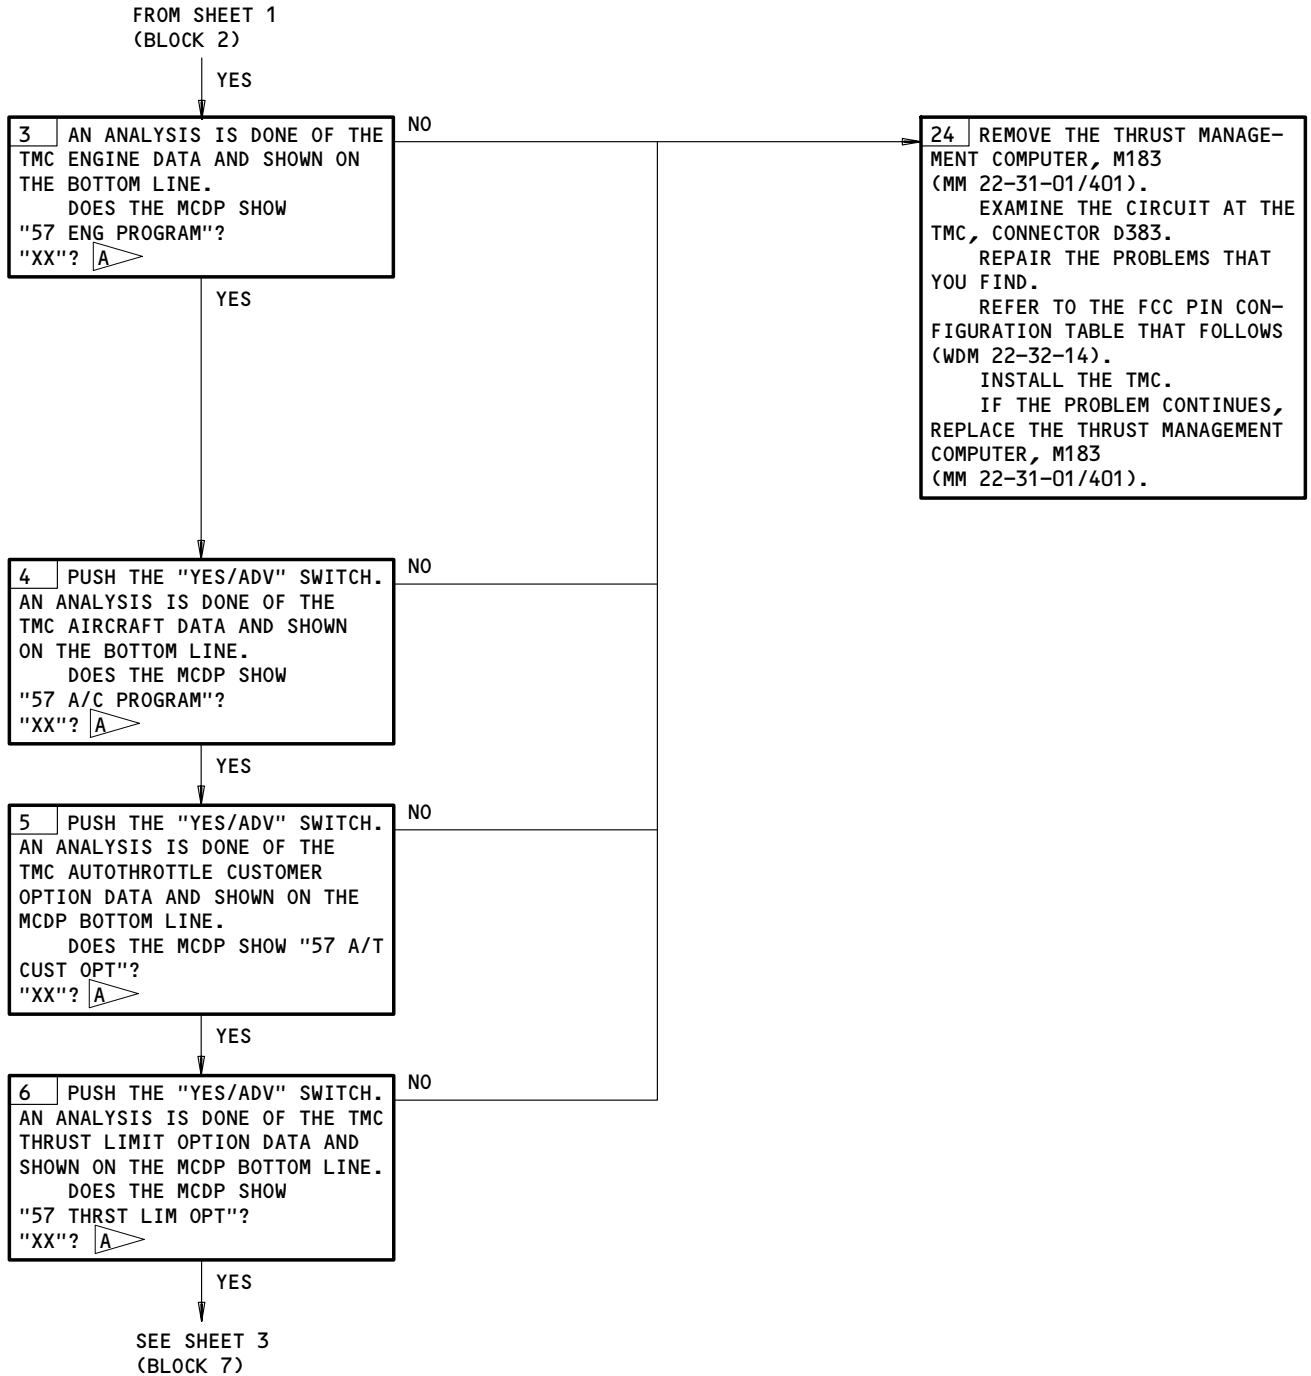 FROM SHEET 1
(BLOCK 2)
YES
3 AN ANALYSIS IS DONE OF THE
TMC ENGINE DATA AND SHOWN ON
THE BOTTOM LINE.
DOES THE MCDP SHOW
"57 ENG PROGRAM"?
"XX"? A
NO
YES
24 REMOVE THE THRUST MANAGE-
MENT COMPUTER, M183
(MM 22-31-01/401).
EXAMINE THE CIRCUIT AT THE
TMC, CONNECTOR D383.
REPAIR THE PROBLEMS THAT
YOU FIND.
REFER TO THE FCC PIN CON-
FIGURATION TABLE THAT FOLLOWS
(WDM 22-32-14).
INSTALL THE TMC.
IF THE PROBLEM CONTINUES,
REPLACE THE THRUST MANAGEMENT
COMPUTER, M183
(MM 22-31-01/401).
4 PUSH THE "YES/ADV" SWITCH.
AN ANALYSIS IS DONE OF THE
TMC AIRCRAFT DATA AND SHOWN
ON THE BOTTOM LINE.
DOES THE MCDP SHOW
"57 A/C PROGRAM"?
"XX"? A
NO
YES
5 PUSH THE "YES/ADV" SWITCH.
AN ANALYSIS IS DONE OF THE
TMC AUTOTHROTTLE CUSTOMER
OPTION DATA AND SHOWN ON THE
MCDP BOTTOM LINE.
DOES THE MCDP SHOW "57 A/T
CUST OPT"?
"XX"? A
NO
YES
6 PUSH THE "YES/ADV" SWITCH.
AN ANALYSIS IS DONE OF THE TMC
THRUST LIMIT OPTION DATA AND
SHOWN ON THE MCDP BOTTOM LINE.
DOES THE MCDP SHOW
"57 THRST LIM OPT"?
"XX"? A
NO
YES
SEE SHEET 3
(BLOCK 7)